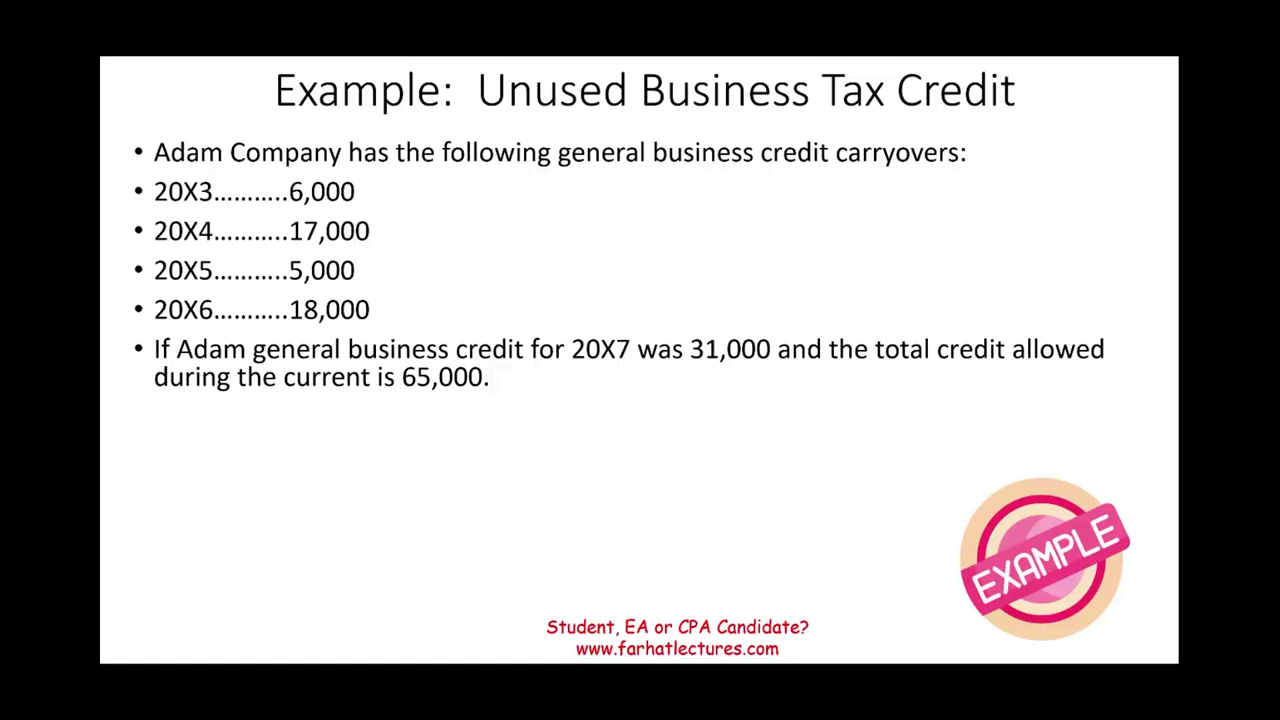 Example:  Unused Business Tax Credit
• Adam Company has the following general business credit carryovers:
• 20X3………..6,000
• 20X4………..17,000
• 20X5………..5,000
• 20X6………..18,000
• If Adam general business credit for 20X7 was 31,000 and the total credit allowed
during the current is 65,000.
EXAMPLE
Student, EA or CPA Candidate?
www.farhatlectures.com